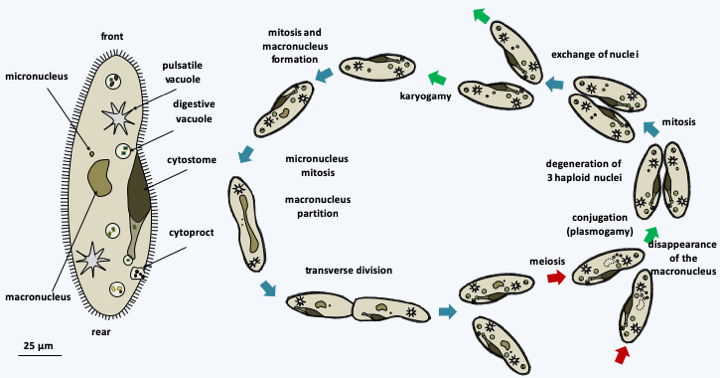 front
micronucleus
pulsatile
vacuole
digestive
vacuole
cytostome
cytoproct
macronucleus
rear
25 µm
mitosis and
macronucleus
formation
karyogamy
exchange of nuclei
mitosis
degeneration of
3 haploid nuclei
conjugation
(plasmogamy)
disappearance
of the
macronucleus
meiosis
micronucleus
mitosis
macronucleus
partition
transverse division